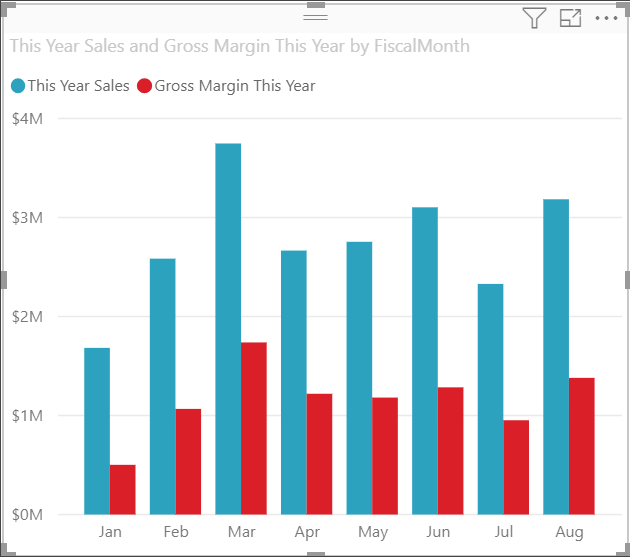 This Year Sales and Gross Margin This Year by FiscalMonth
This Year Sales Gross Margin This Year
$4M
$3M
$2M
$1M
$0M
Jan Feb Mar Apr May Jun Jul Aug